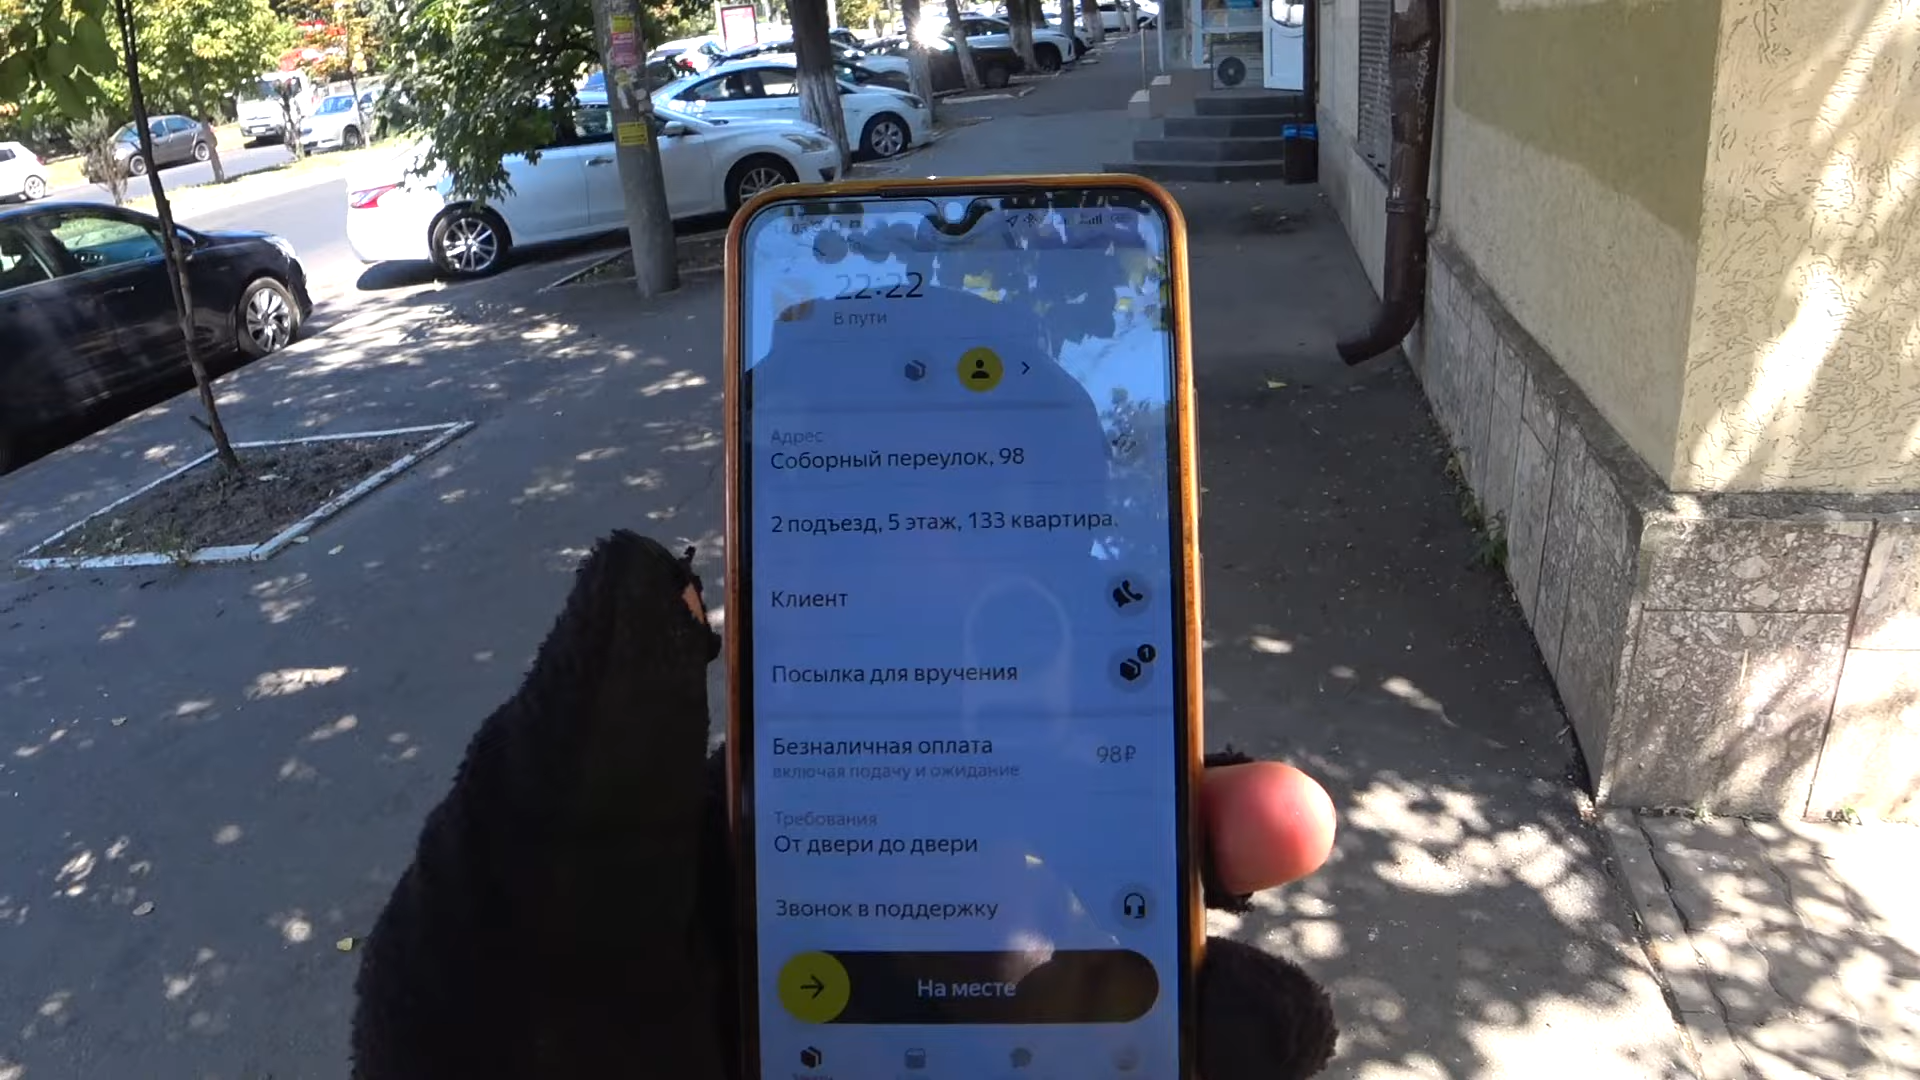 22:22
В пути
Адрес
Соборный переулок, 98
2 подъезд, 5 этаж, 133 квартира.
Клиент
Посылка для вручения
1
Безналичная оплата
98₽
включая подачу и ожидание
Требования
От двери до двери
Звонок в поддержку
На месте